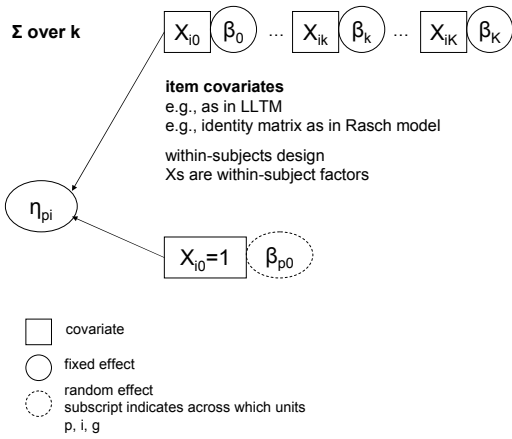 Σ over k
X_i0 β_0 ... X_ik β_k ... X_iK β_K
item covariates
e.g., as in LLTM
e.g., identity matrix as in Rasch model
within-subjects design
Xs are within-subject factors
η_pi
X_i0=1 β_p0
covariate
fixed effect
random effect
subscript indicates across which units
p, i, g